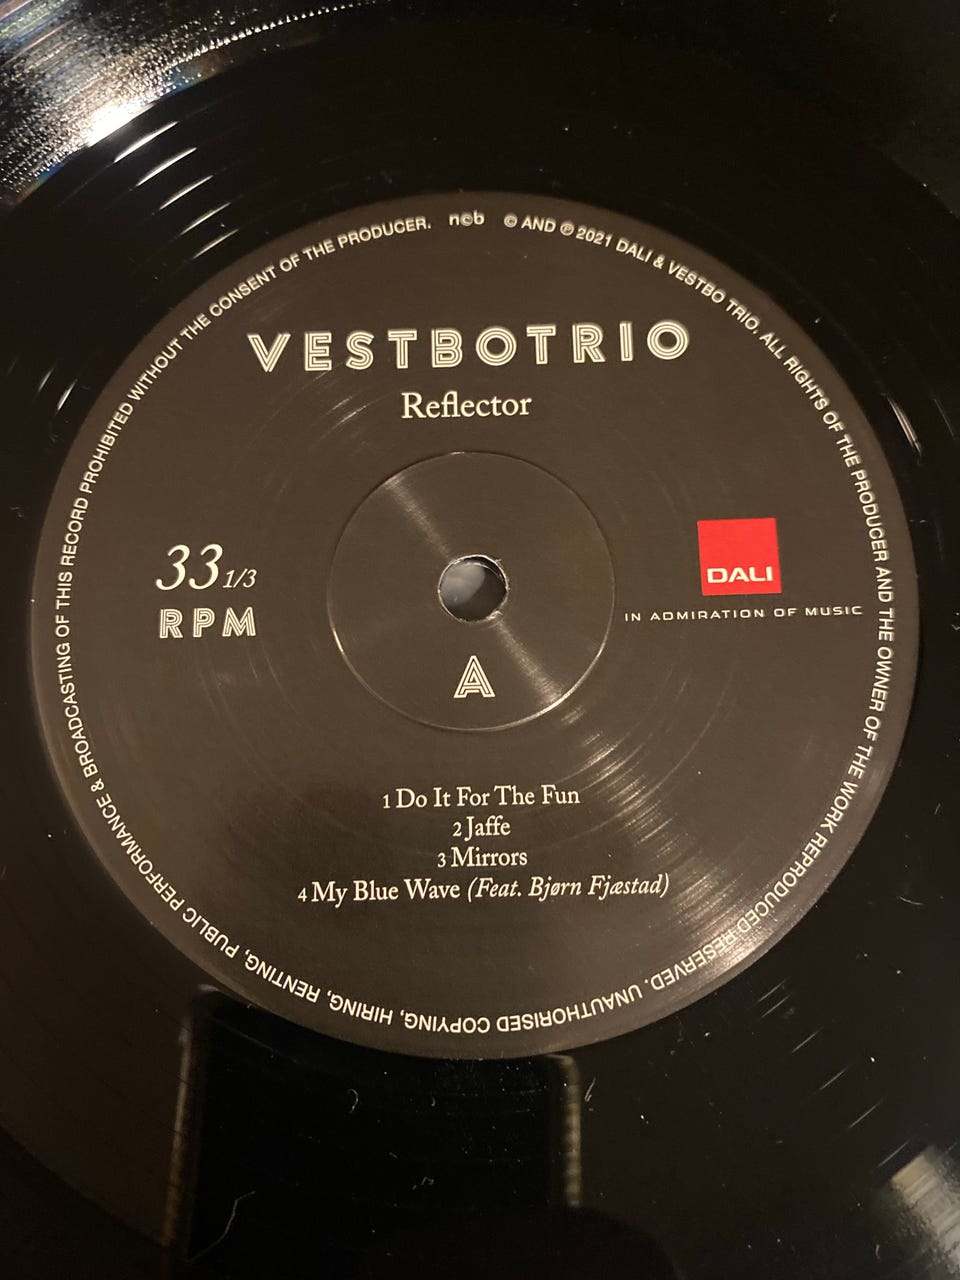 © AND ℗ 2021 DALI & VESTBO TRIO. ALL RIGHTS OF THE PRODUCER AND THE OWNER OF THE WORK REPRODUCED RESERVED. UNAUTHORISED COPYING, HIRING, RENTING, PUBLIC PERFORMANCE & BROADCASTING OF THIS RECORD PROHIBITED WITHOUT THE CONSENT OF THE PRODUCER. ncb
VESTBOTRIO
Reflector
33 1/3
RPM
DALI
IN ADMIRATION OF MUSIC
A
1 Do It For The Fun
2 Jaffe
3 Mirrors
4 My Blue Wave (Feat. Bjørn Fjæstad)